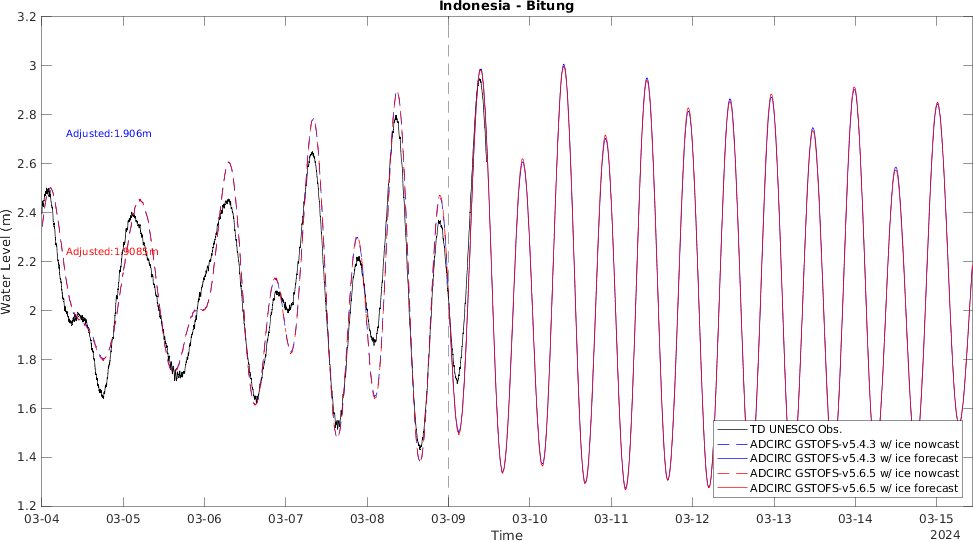 Indonesia - Bitung
3.2
3
2.8
2.6
2.4
2.2
2
1.8
1.6
1.4
1.2
Water Level (m)
Adjusted:1.906m
Adjusted:1.9085m
TD UNESCO Obs.
ADCIRC GSTOFS-v5.4.3 w/ ice nowcast
ADCIRC GSTOFS-v5.4.3 w/ ice forecast
ADCIRC GSTOFS-v5.6.5 w/ ice nowcast
ADCIRC GSTOFS-v5.6.5 w/ ice forecast
03-04 03-05 03-06 03-07 03-08 03-09 03-10 03-11 03-12 03-13 03-14 03-15
Time
2024